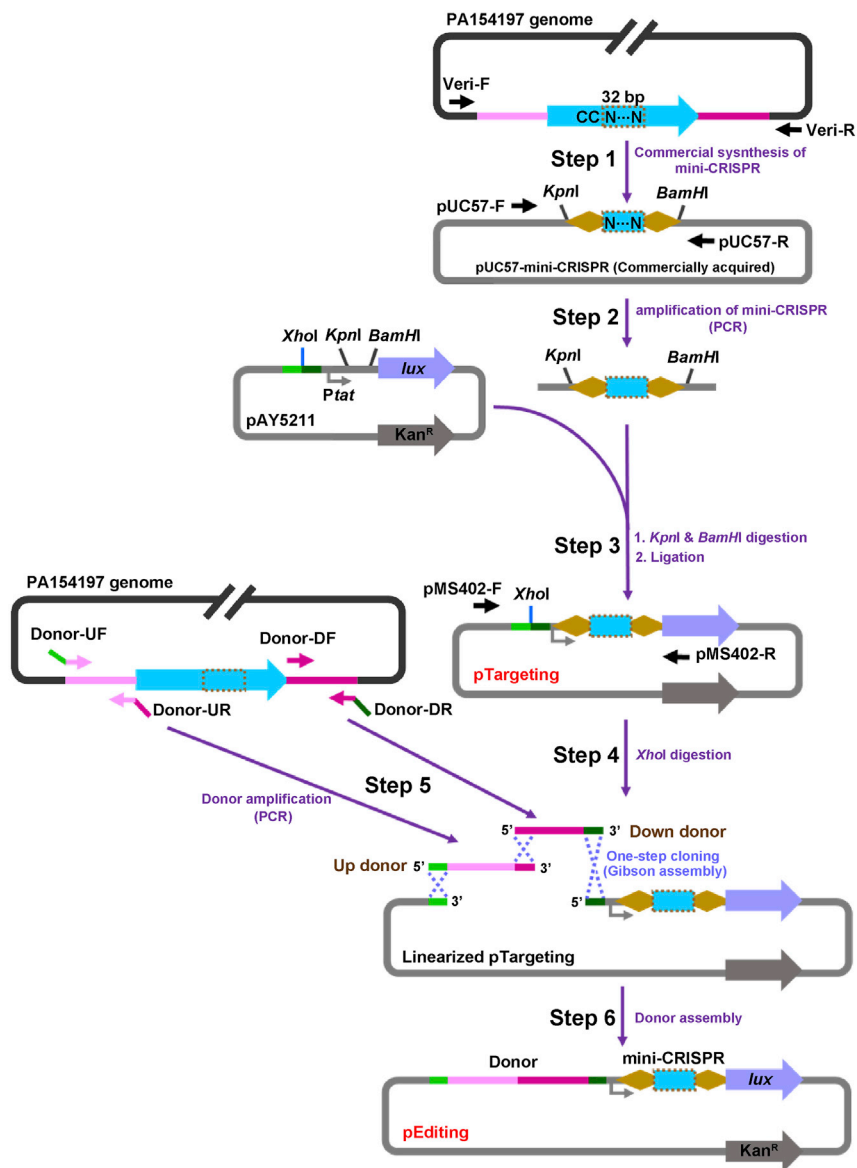 PA154197 genome
Veri-F
32 bp
CC N···N
Veri-R
Step 1
Commercial sysnthesis of
mini-CRISPR
KpnI
BamHI
pUC57-F
N···N
pUC57-R
pUC57-mini-CRISPR (Commercially acquired)
Step 2
amplification of mini-CRISPR
(PCR)
XhoI
KpnI
BamHI
lux
Ptat
pAY5211
KanR
KpnI
BamHI
Step 3
1. KpnI & BamHI digestion
2. Ligation
PA154197 genome
pMS402-F
XhoI
Donor-UF
Donor-DF
pMS402-R
pTargeting
Donor-UR
Donor-DR
Step 4
XhoI digestion
Step 5
Donor amplification
(PCR)
5’
3’
Down donor
Up donor
5’
3’
One-step cloning
(Gibson assembly)
3’
5’
Linearized pTargeting
Step 6
Donor assembly
Donor
mini-CRISPR
lux
pEditing
KanR